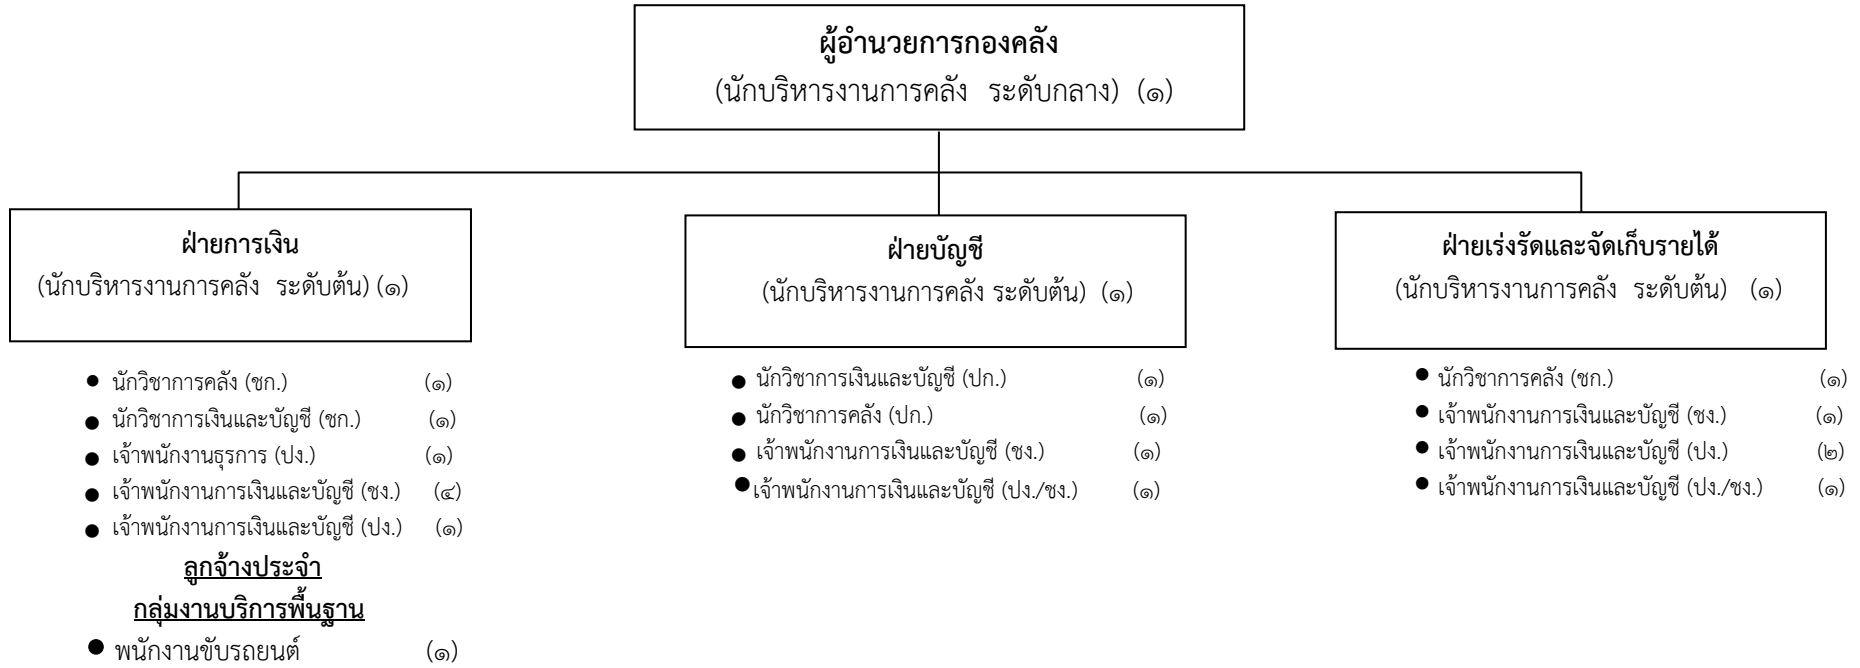 ผู้อำนวยการกองคลัง
(นักบริหารงานการคลัง ระดับกลาง) (๑)
ฝ่ายการเงิน
(นักบริหารงานการคลัง ระดับต้น) (๑)
● นักวิชาการคลัง (ชก.) (๑)
● นักวิชาการเงินและบัญชี (ชก.) (๑)
● เจ้าพนักงานธุรการ (ปง.) (๑)
● เจ้าพนักงานการเงินและบัญชี (ชง.) (๔)
● เจ้าพนักงานการเงินและบัญชี (ปง.) (๑)
ลูกจ้างประจำ
กลุ่มงานบริการพื้นฐาน
● พนักงานขับรถยนต์ (๑)
ฝ่ายบัญชี
(นักบริหารงานการคลัง ระดับต้น) (๑)
● นักวิชาการเงินและบัญชี (ปก.) (๑)
● นักวิชาการคลัง (ปก.) (๑)
● เจ้าพนักงานการเงินและบัญชี (ชง.) (๑)
● เจ้าพนักงานการเงินและบัญชี (ปง./ชง.) (๑)
ฝ่ายเร่งรัดและจัดเก็บรายได้
(นักบริหารงานการคลัง ระดับต้น) (๑)
● นักวิชาการคลัง (ชก.) (๑)
● เจ้าพนักงานการเงินและบัญชี (ชง.) (๑)
● เจ้าพนักงานการเงินและบัญชี (ปง.) (๒)
● เจ้าพนักงานการเงินและบัญชี (ปง./ชง.) (๑)